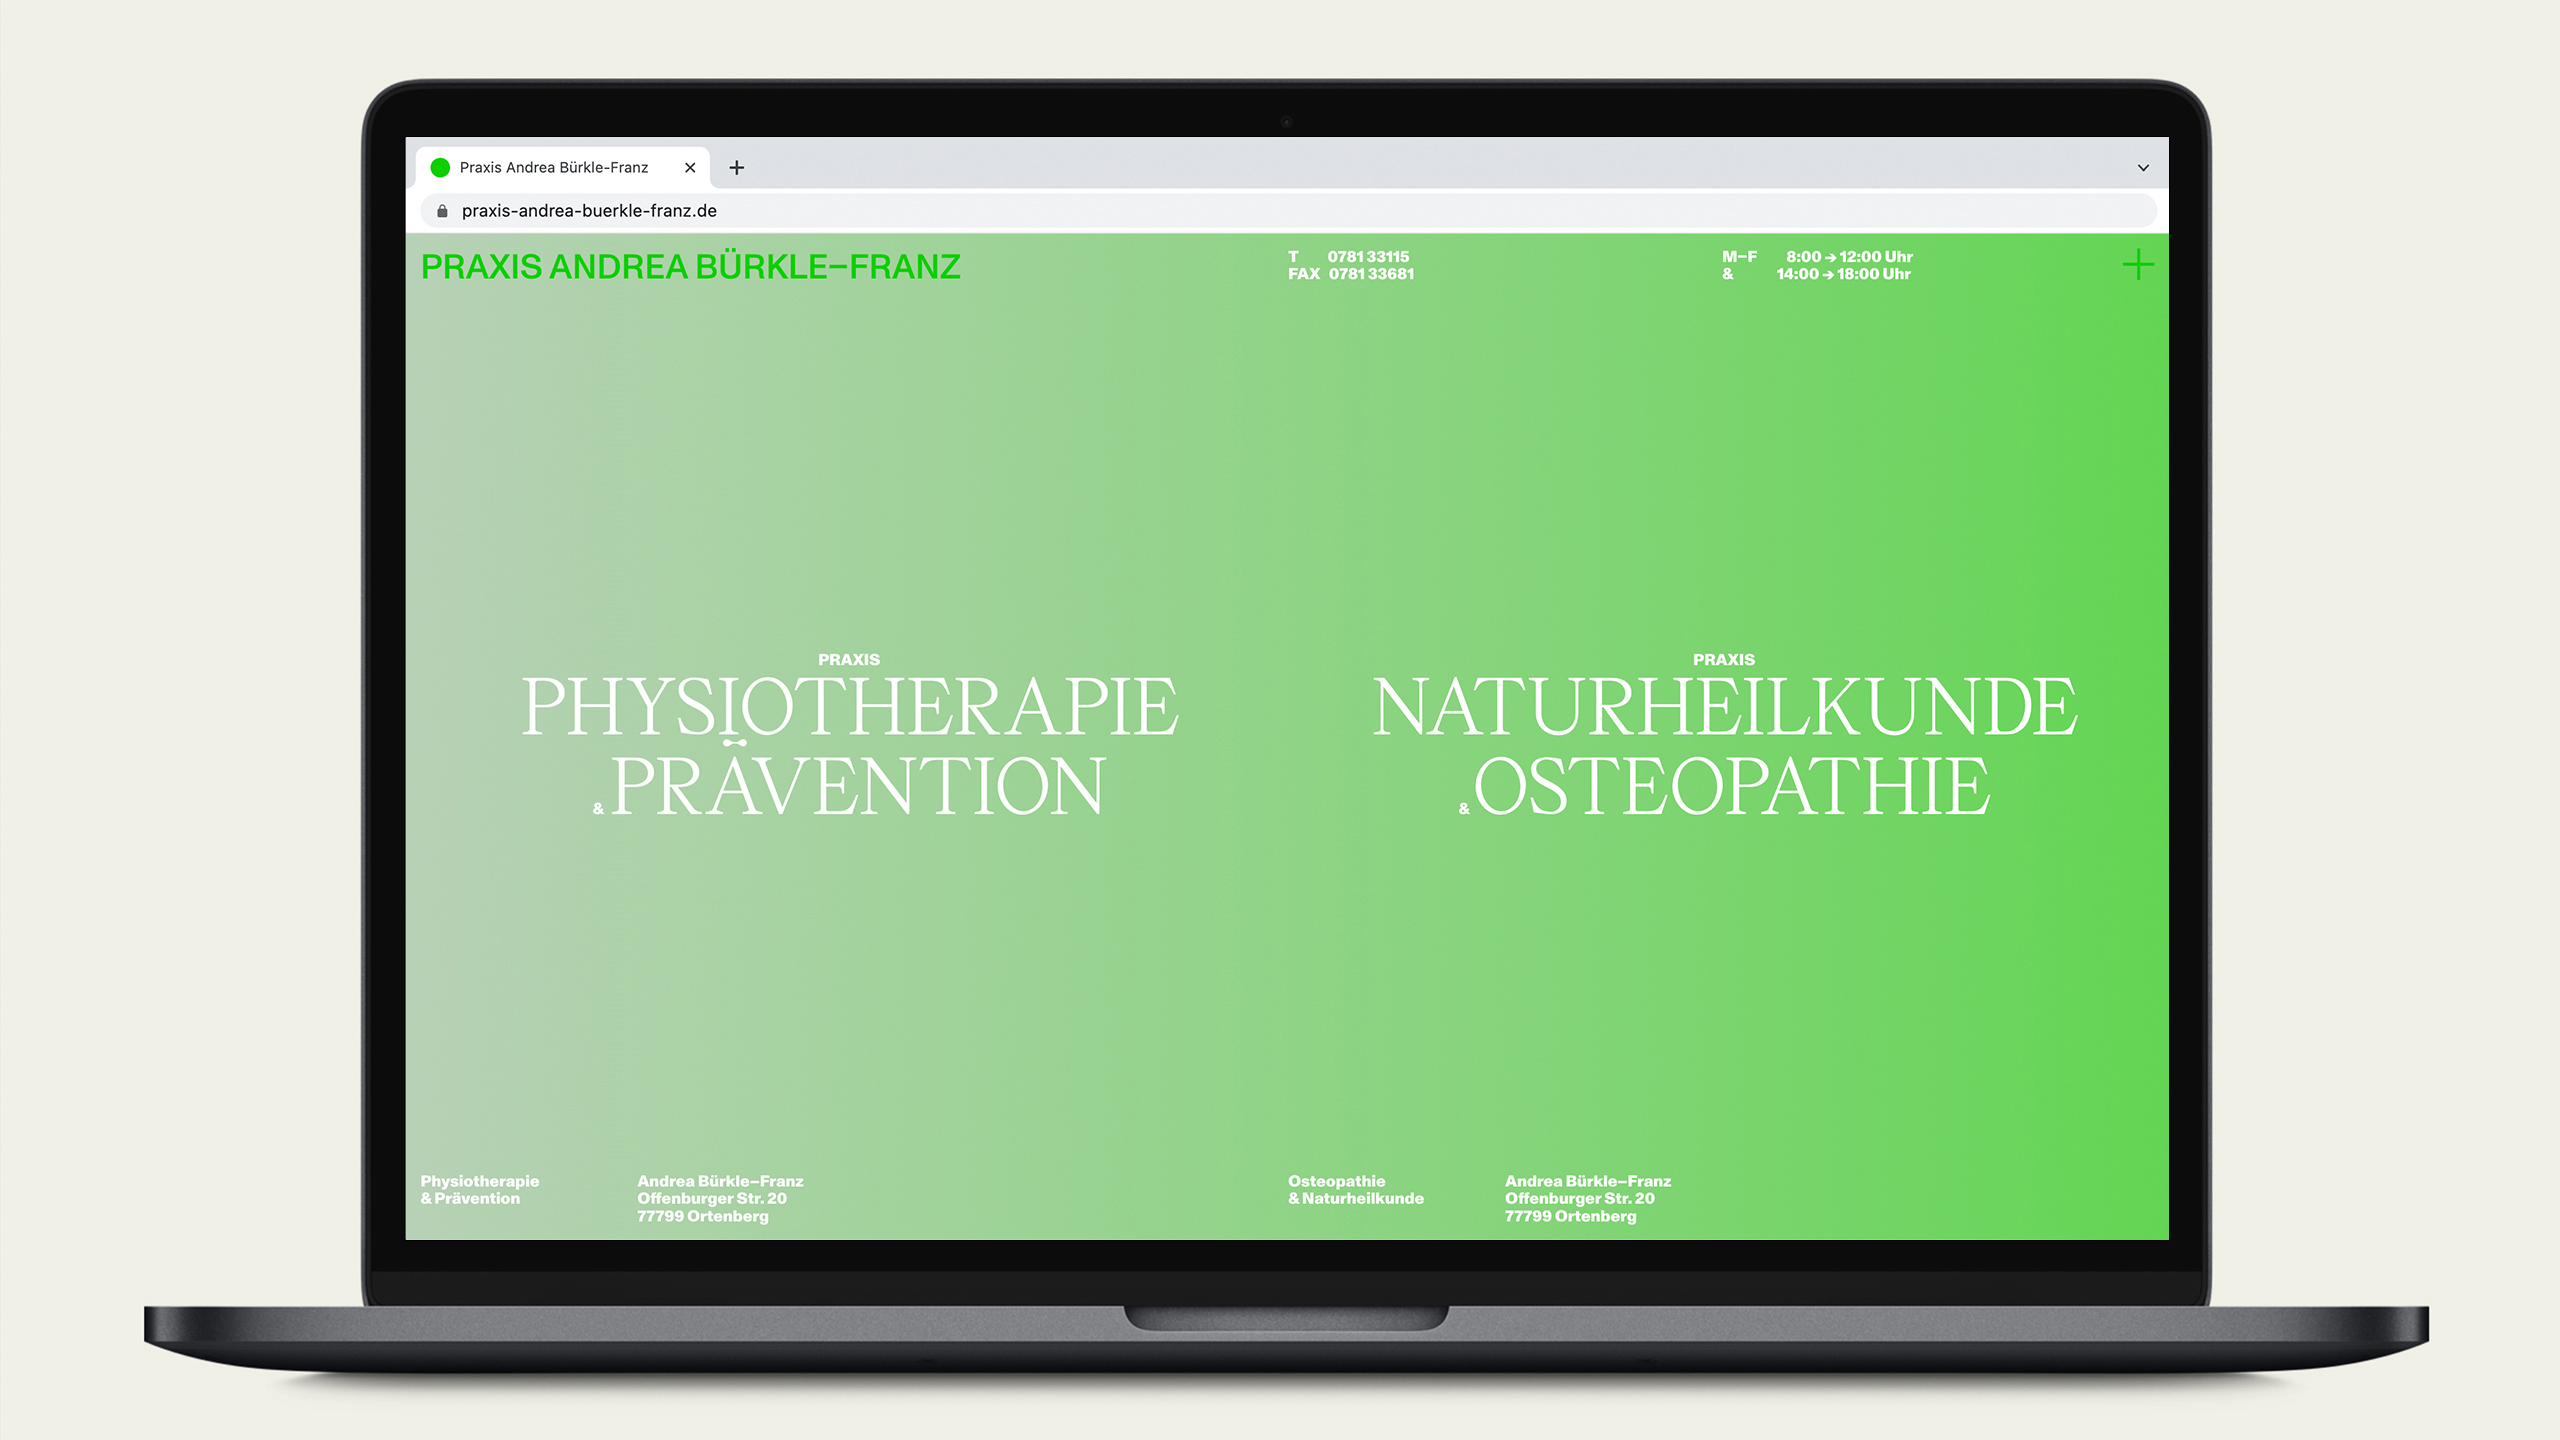 Praxis Andrea Bürkle-Franz
praxis-andrea-buerkle-franz.de
PRAXIS ANDREA BÜRKLE–FRANZ
T 0781 33115
FAX 0781 33681
M–F 8:00 → 12:00 Uhr
& 14:00 → 18:00 Uhr
PRAXIS
PHYSIOTHERAPIE
& PRÄVENTION
PRAXIS
NATURHEILKUNDE
& OSTEOPATHIE
Physiotherapie
& Prävention
Andrea Bürkle–Franz
Offenburger Str. 20
77799 Ortenberg
Osteopathie
& Naturheilkunde
Andrea Bürkle–Franz
Offenburger Str. 20
77799 Ortenberg